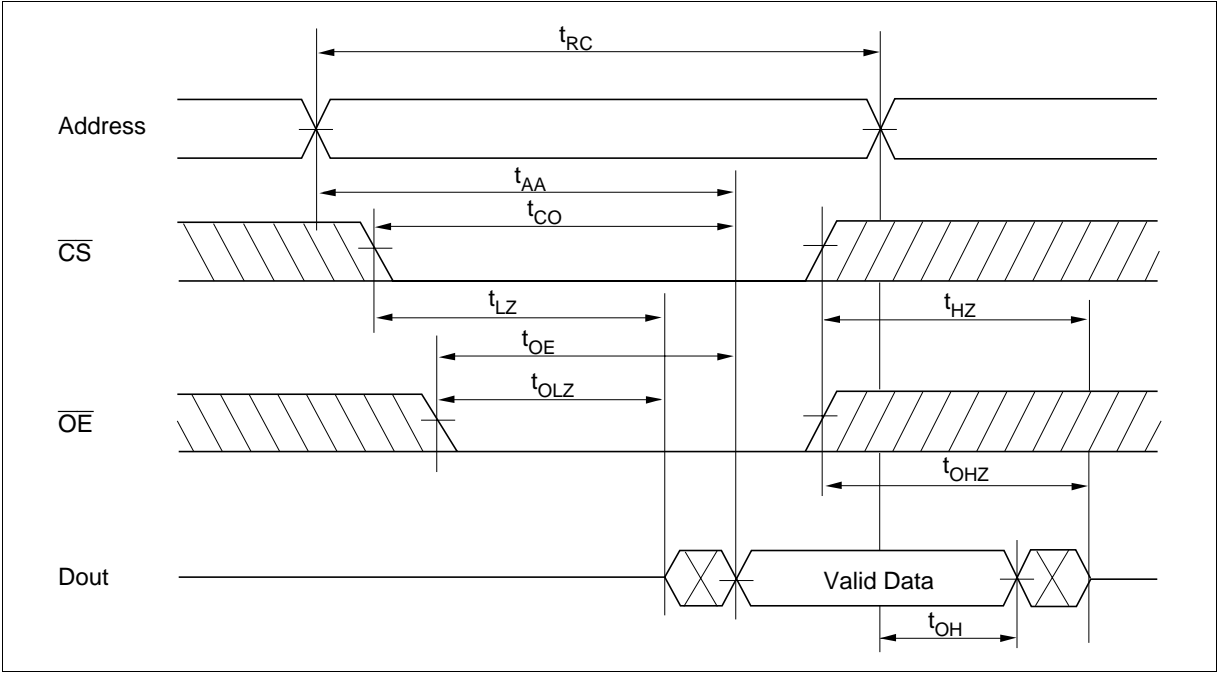 tRC
Address
tAA
tCO
CS
tLZ
tHZ
tOE
tOLZ
OE
tOHZ
Dout
Valid Data
tOH